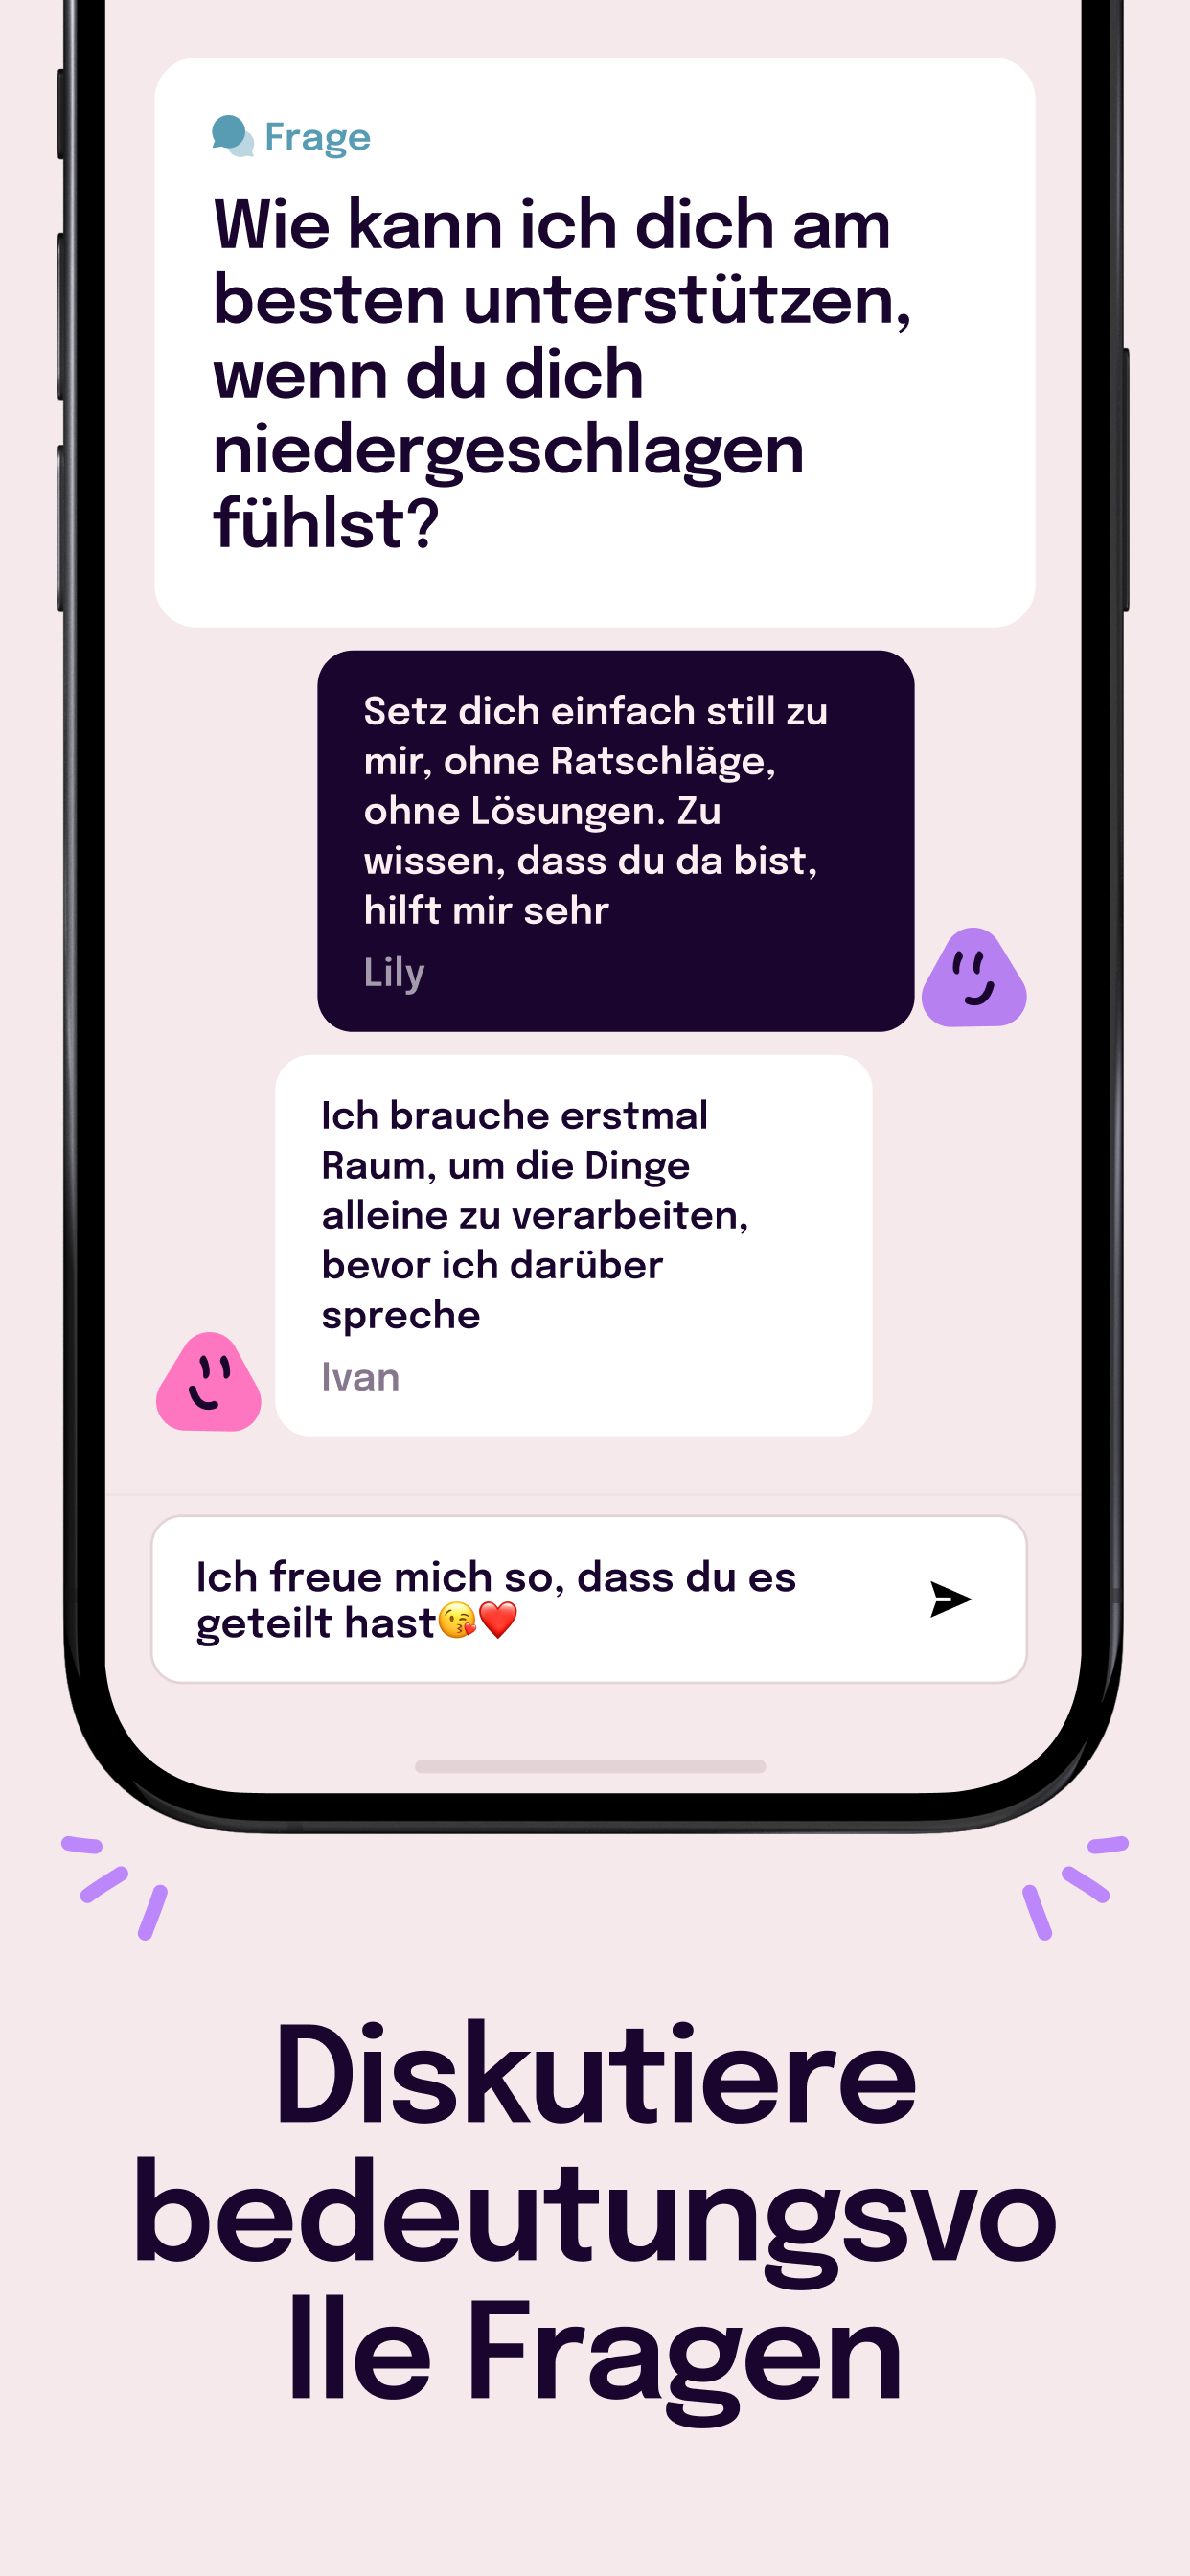 Frage
Wie kann ich dich am
besten unterstützen,
wenn du dich
niedergeschlagen
fühlst?
Setz dich einfach still zu
mir, ohne Ratschläge,
ohne Lösungen. Zu
wissen, dass du da bist,
hilft mir sehr
Lily
Ich brauche erstmal
Raum, um die Dinge
alleine zu verarbeiten,
bevor ich darüber
spreche
Ivan
Ich freue mich so, dass du es
geteilt hast😘❤️
Diskutiere
bedeutungsvo
lle Fragen